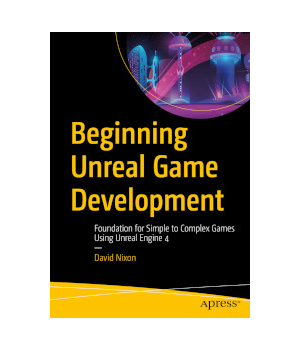 Beginning
Unreal Game
Development
Foundation for Simple to Complex Games
Using Unreal Engine 4
—
David Nixon
Apress®